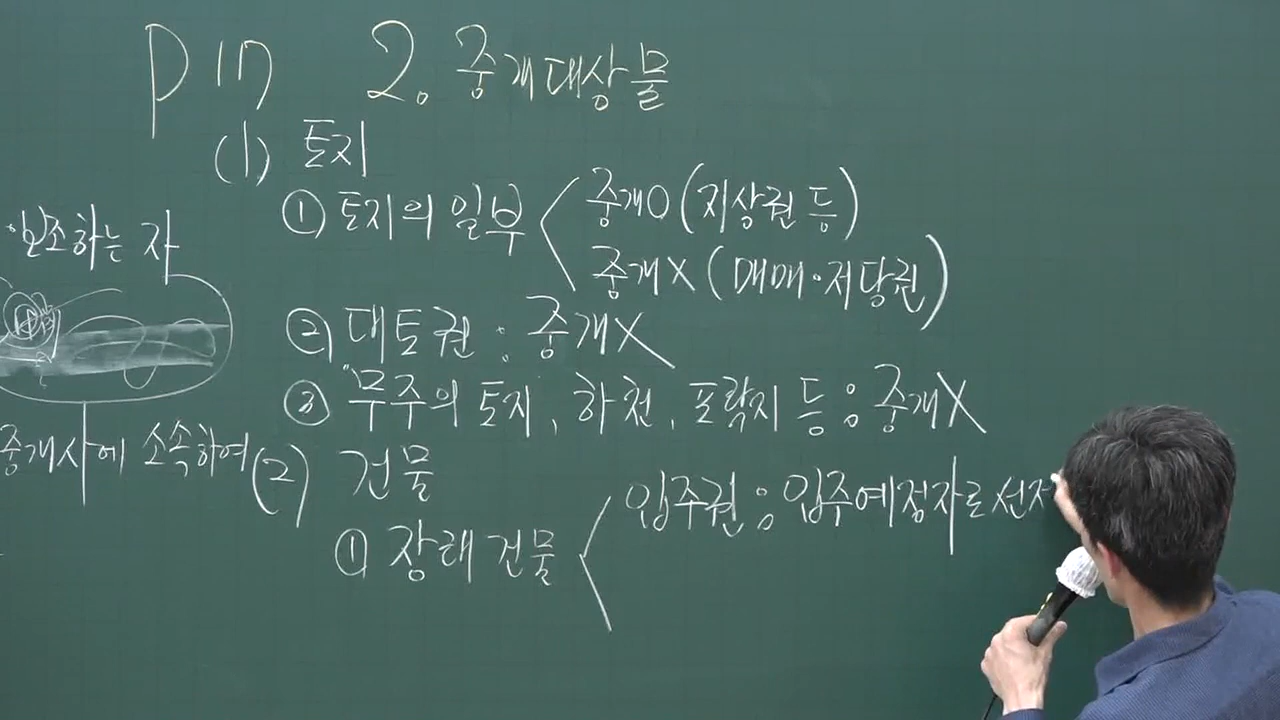 P 17 2. 중개대상물
(1) 토지
① 토지의 일부 < 중개O (지상권 등)
중개X (매매·저당권)
② 대토권 : 중개X
③ 무주의 토지, 하천, 포락지 등 : 중개X
(2) 건물
① 장래 건물 < 입주권 : 입주예정자로 선저
보조하는 자
중개사에 소속하여